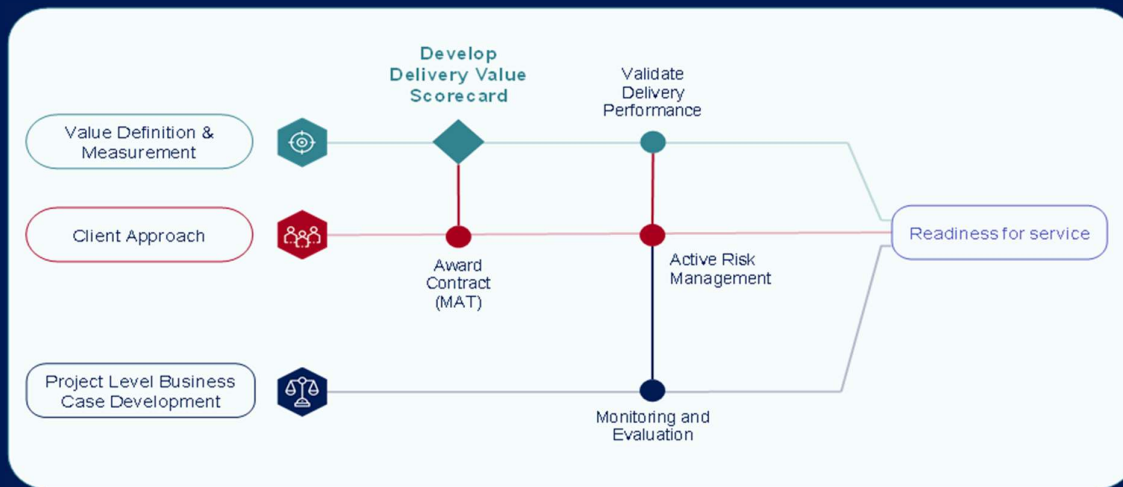 Develop
Delivery Value
Scorecard
Validate
Delivery
Performance
Value Definition &
Measurement
Client Approach
Readiness for service
Award
Contract
(MAT)
Active Risk
Management
Project Level Business
Case Development
Monitoring and
Evaluation